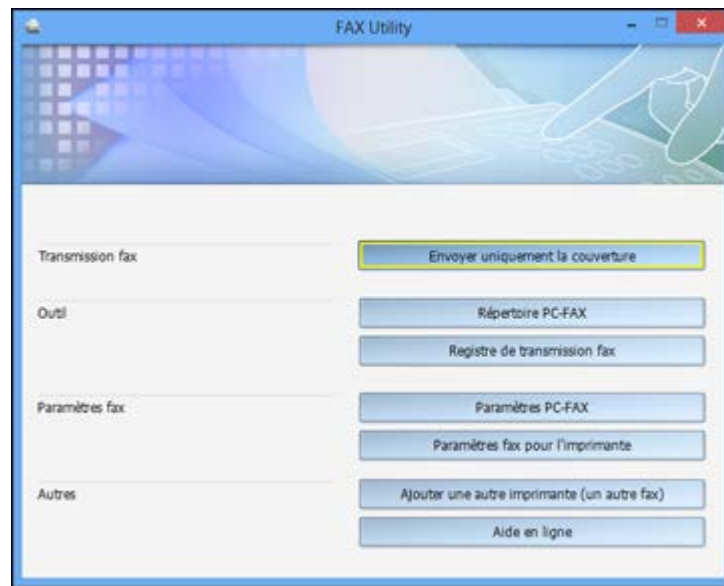 FAX Utility
Transmission fax
Envoyer uniquement la couverture
Outil
Répertoire PC-FAX
Registre de transmission fax
Paramètres fax
Paramètres PC-FAX
Paramètres fax pour l'imprimante
Autres
Ajouter une autre imprimante (un autre fax)
Aide en ligne